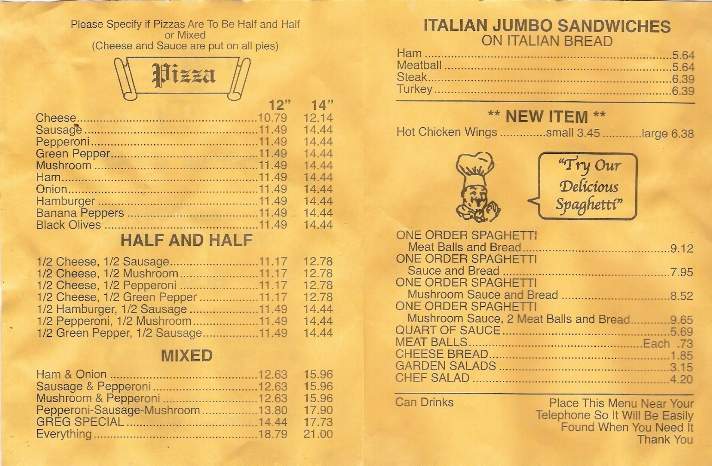 Please Specify if Pizzas Are To Be Half and Half
or Mixed
(Cheese and Sauce are put on all pies)
Pizza
12" 14"
Cheese 10.79 12.14
Sausage 11.49 14.44
Pepperoni 11.49 14.44
Green Pepper 11.49 14.44
Mushroom 11.49 14.44
Ham 11.49 14.44
Onion 11.49 14.44
Hamburger 11.49 14.44
Banana Peppers 11.49 14.44
Black Olives 11.49 14.44
HALF AND HALF
1/2 Cheese, 1/2 Sausage 11.17 12.78
1/2 Cheese, 1/2 Mushroom 11.17 12.78
1/2 Cheese, 1/2 Pepperoni 11.17 12.78
1/2 Cheese, 1/2 Green Pepper 11.17 12.78
1/2 Hamburger, 1/2 Sausage 11.49 14.44
1/2 Pepperoni, 1/2 Mushroom 11.49 14.44
1/2 Green Pepper, 1/2 Sausage 11.49 14.44
MIXED
Ham & Onion 12.63 15.96
Sausage & Pepperoni 12.63 15.96
Mushroom & Pepperoni 12.63 15.96
Pepperoni-Sausage-Mushroom 13.80 17.90
GREG SPECIAL 14.44 17.73
Everything 18.79 21.00
ITALIAN JUMBO SANDWICHES
ON ITALIAN BREAD
Ham 5.64
Meatball 5.64
Steak 6.39
Turkey 6.39
** NEW ITEM **
Hot Chicken Wings small 3.45 large 6.38
"Try Our
Delicious
Spaghetti"
ONE ORDER SPAGHETTI
Meat Balls and Bread 9.12
ONE ORDER SPAGHETTI
Sauce and Bread 7.95
ONE ORDER SPAGHETTI
Mushroom Sauce and Bread 8.52
ONE ORDER SPAGHETTI
Mushroom Sauce, 2 Meat Balls and Bread 9.65
QUART OF SAUCE 5.69
MEAT BALLS Each .73
CHEESE BREAD 1.85
GARDEN SALADS 3.15
CHEF SALAD 4.20
Can Drinks
Place This Menu Near Your
Telephone So It Will Be Easily
Found When You Need It
Thank You